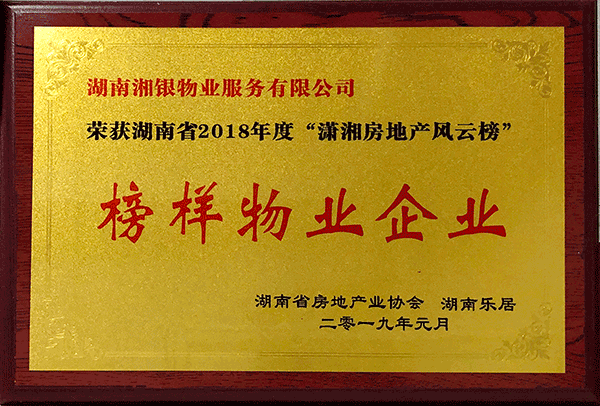 湖南湘银物业服务有限公司
荣获湖南省2018年度“潇湘房地产风云榜”
榜样物业企业
湖南省房地产业协会 湖南乐居
二零一九年元月